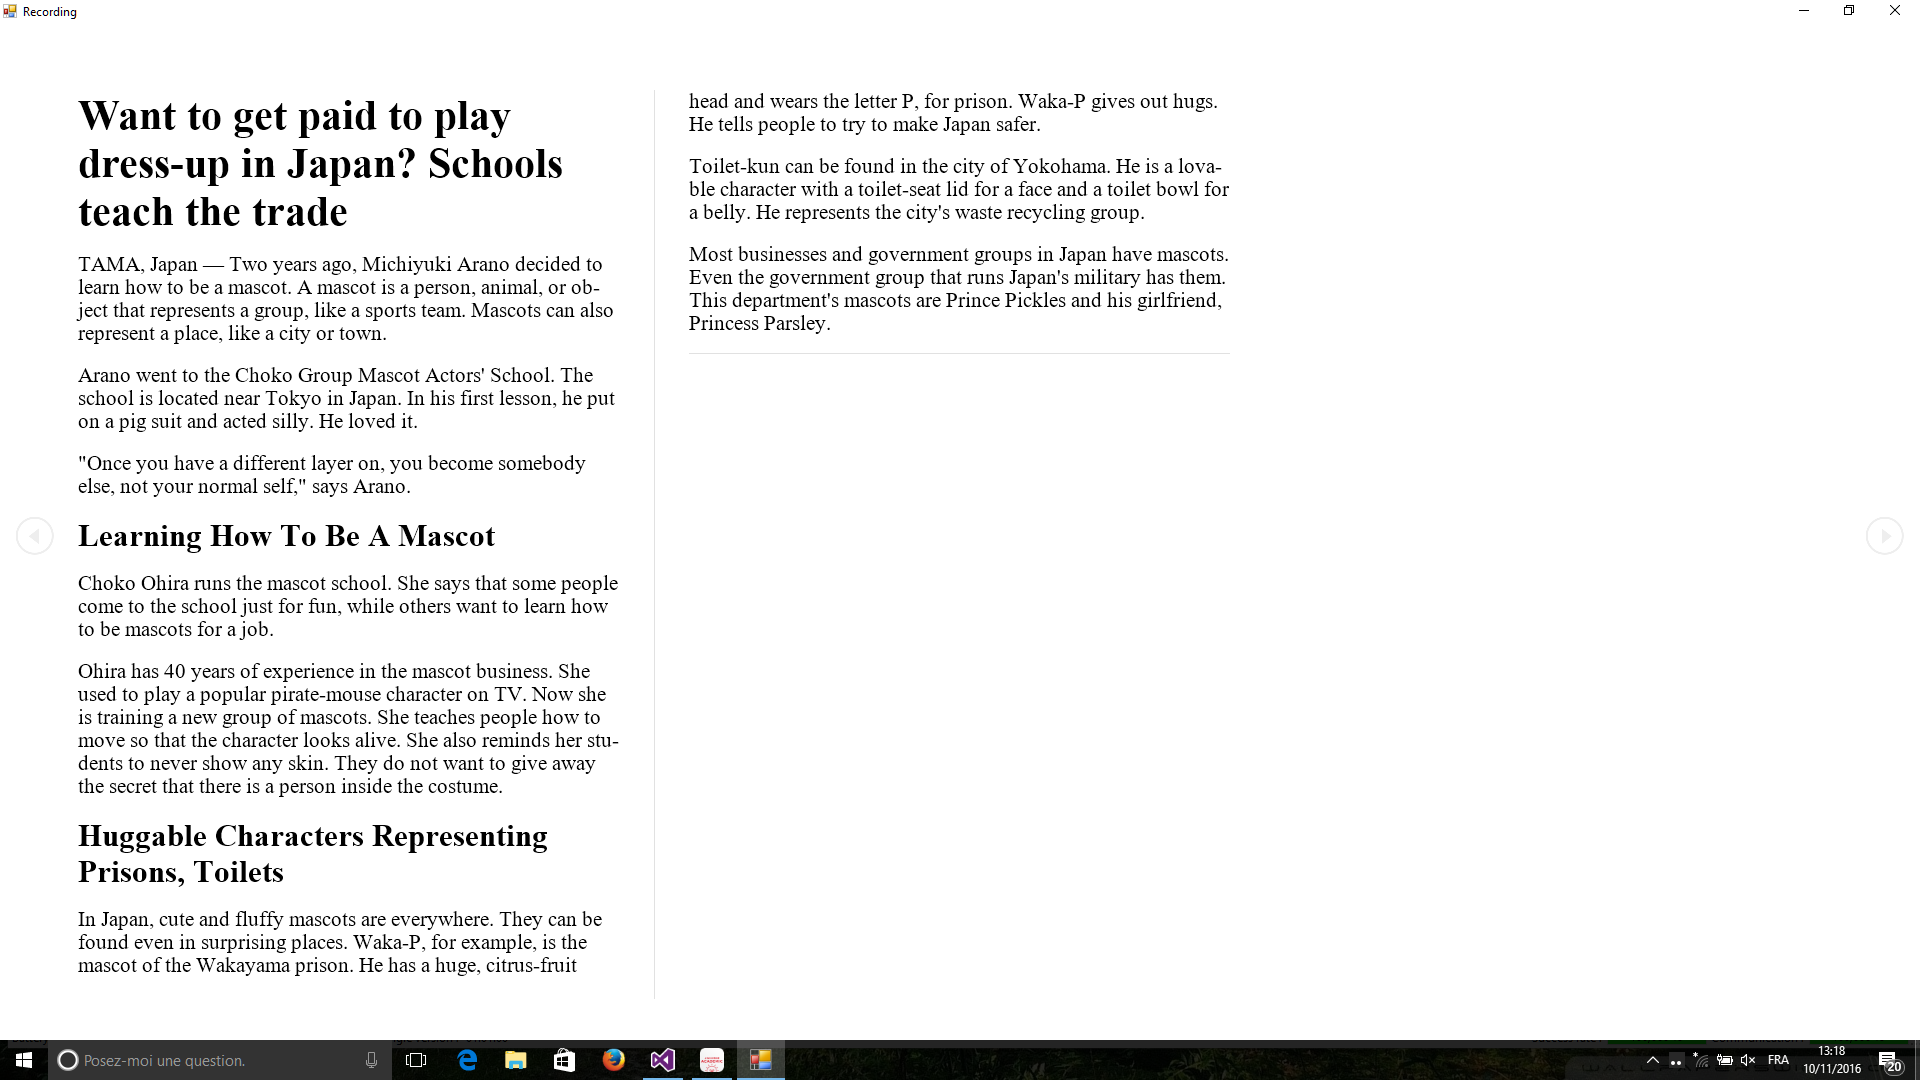 Recording
Want to get paid to play
dress-up in Japan? Schools
teach the trade
TAMA, Japan — Two years ago, Michiyuki Arano decided to
learn how to be a mascot. A mascot is a person, animal, or ob-
ject that represents a group, like a sports team. Mascots can also
represent a place, like a city or town.
Arano went to the Choko Group Mascot Actors' School. The
school is located near Tokyo in Japan. In his first lesson, he put
on a pig suit and acted silly. He loved it.
"Once you have a different layer on, you become somebody
else, not your normal self," says Arano.
Learning How To Be A Mascot
Choko Ohira runs the mascot school. She says that some people
come to the school just for fun, while others want to learn how
to be mascots for a job.
Ohira has 40 years of experience in the mascot business. She
used to play a popular pirate-mouse character on TV. Now she
is training a new group of mascots. She teaches people how to
move so that the character looks alive. She also reminds her stu-
dents to never show any skin. They do not want to give away
the secret that there is a person inside the costume.
Huggable Characters Representing
Prisons, Toilets
In Japan, cute and fluffy mascots are everywhere. They can be
found even in surprising places. Waka-P, for example, is the
mascot of the Wakayama prison. He has a huge, citrus-fruit
head and wears the letter P, for prison. Waka-P gives out hugs.
He tells people to try to make Japan safer.
Toilet-kun can be found in the city of Yokohama. He is a lova-
ble character with a toilet-seat lid for a face and a toilet bowl for
a belly. He represents the city's waste recycling group.
Most businesses and government groups in Japan have mascots.
Even the government group that runs Japan's military has them.
This department's mascots are Prince Pickles and his girlfriend,
Princess Parsley.
Posez-moi une question.
FRA
13:18
10/11/2016
20